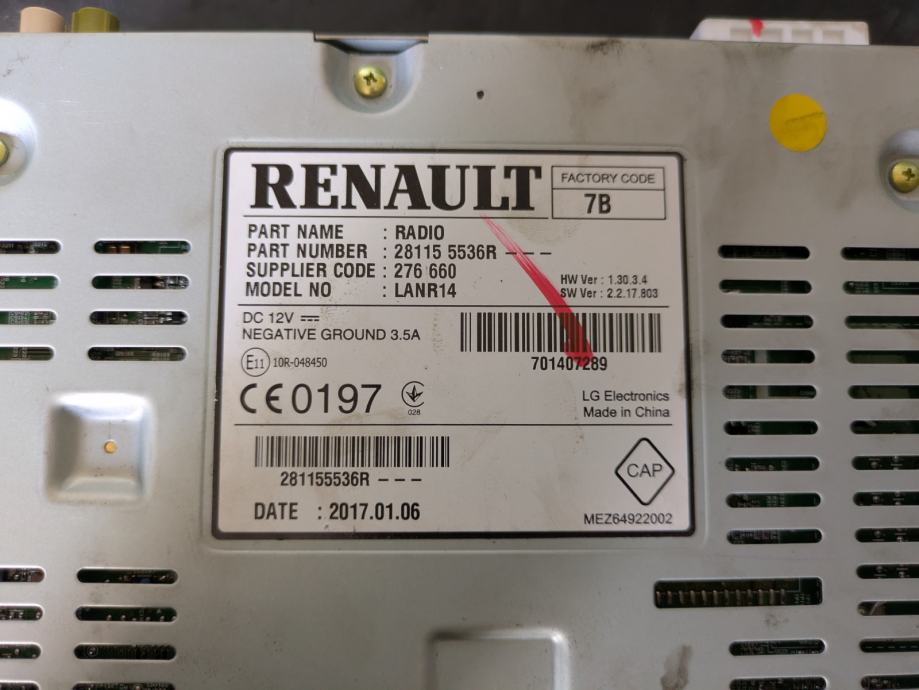 RENAULT
FACTORY CODE
7B
PART NAME : RADIO
PART NUMBER : 28115 5536R - - -
SUPPLIER CODE : 276 660
MODEL NO : LANR14
HW Ver : 1.30.3.4
SW Ver : 2.2.17.803
DC 12V
NEGATIVE GROUND 3.5A
E11 10R-048450
701407289
CE0197
028
LG Electronics
Made in China
281155536R - - -
CAP
DATE : 2017.01.06
MEZ64922002